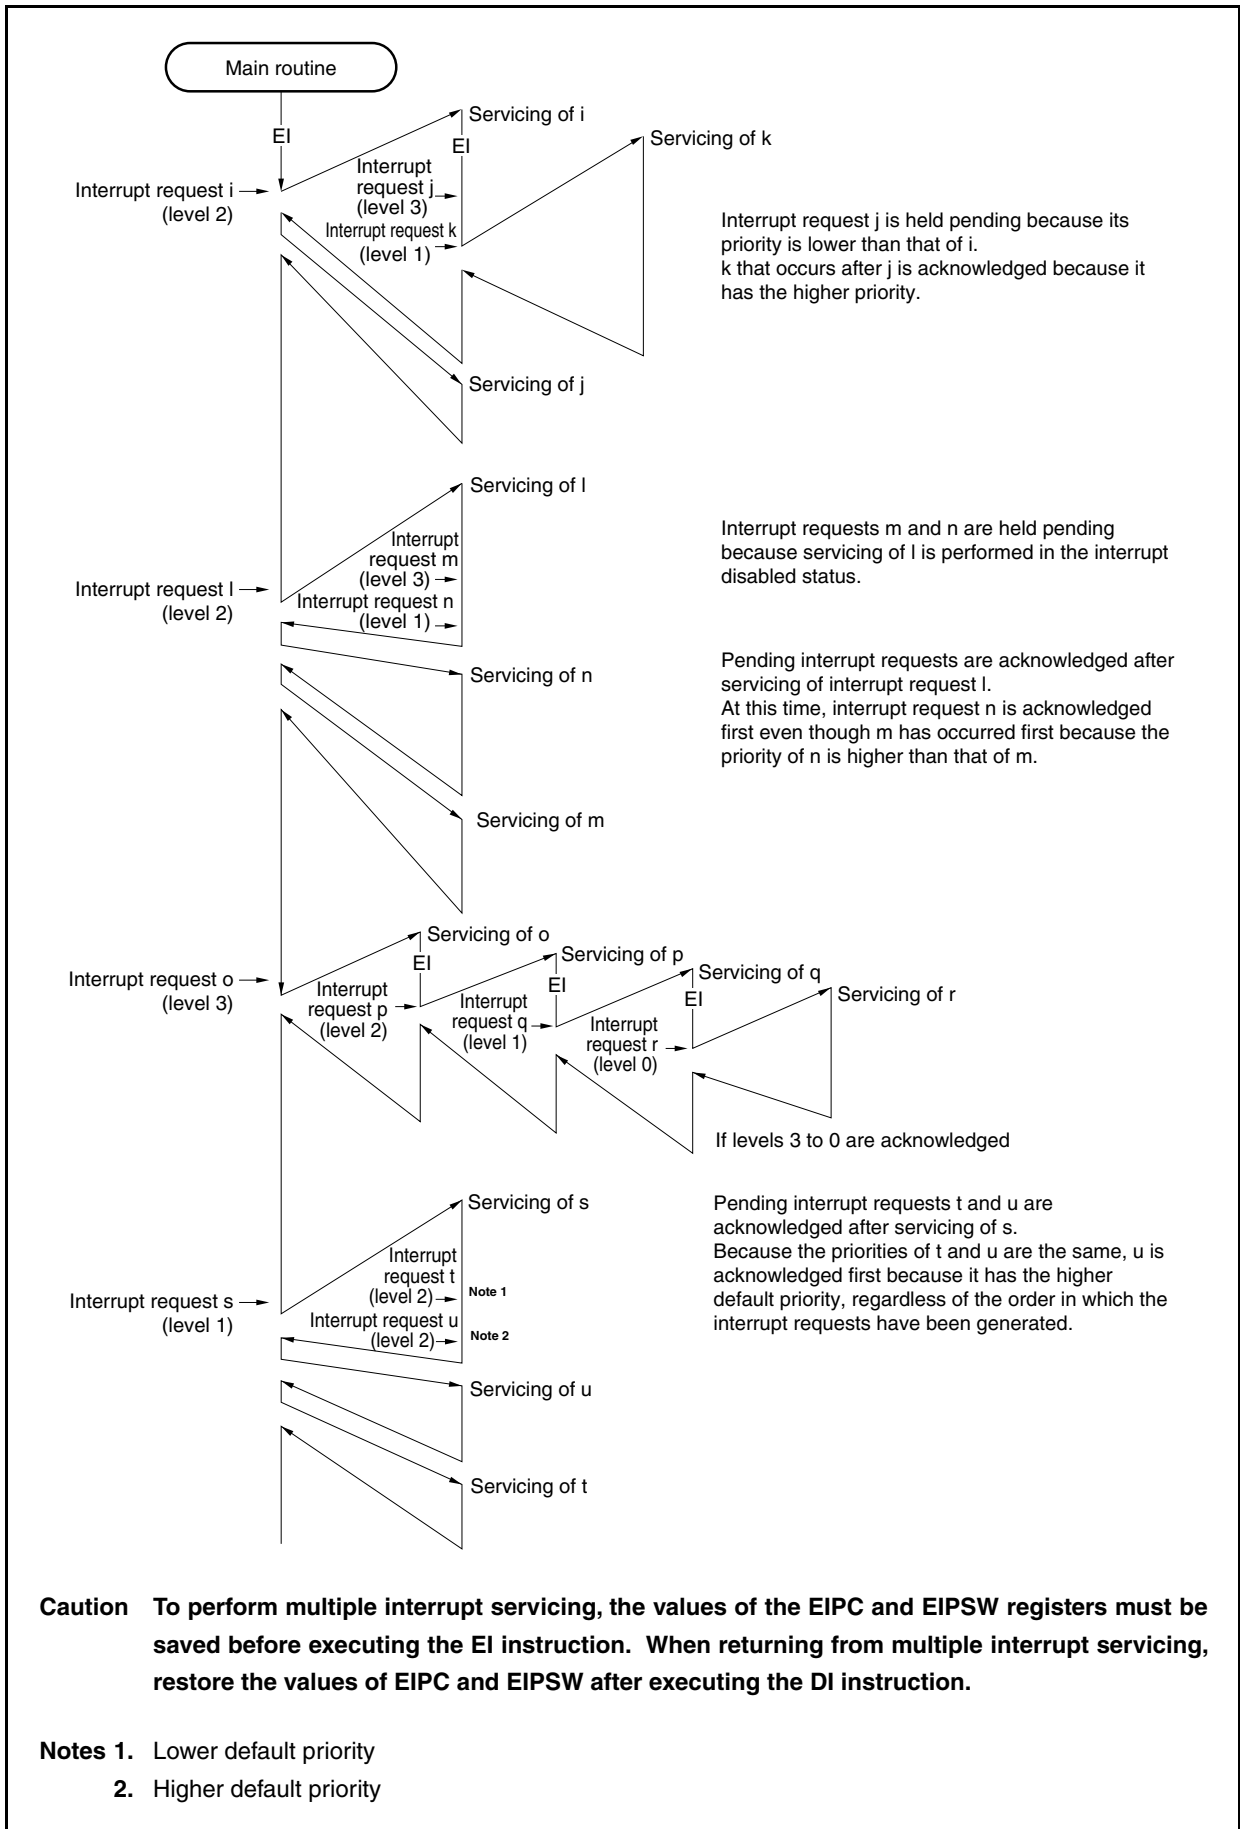 Main routine
EI
Servicing of i
EI
Servicing of k
Interrupt request i
(level 2)
Interrupt
request j
(level 3)
Interrupt request k
(level 1)
Interrupt request j is held pending because its
priority is lower than that of i.
k that occurs after j is acknowledged because it
has the higher priority.
Servicing of j
Servicing of l
Interrupt request l
(level 2)
Interrupt
request m
(level 3)
Interrupt request n
(level 1)
Interrupt requests m and n are held pending
because servicing of l is performed in the interrupt
disabled status.
Servicing of n
Pending interrupt requests are acknowledged after
servicing of interrupt request l.
At this time, interrupt request n is acknowledged
first even though m has occurred first because the
priority of n is higher than that of m.
Servicing of m
Interrupt request o
(level 3)
Servicing of o
EI
Interrupt
request p
(level 2)
Servicing of p
EI
Interrupt
request q
(level 1)
Servicing of q
EI
Interrupt
request r
(level 0)
Servicing of r
If levels 3 to 0 are acknowledged
Servicing of s
Interrupt request s
(level 1)
Interrupt
request t
(level 2)
Note 1
Interrupt request u
(level 2)
Note 2
Pending interrupt requests t and u are
acknowledged after servicing of s.
Because the priorities of t and u are the same, u is
acknowledged first because it has the higher
default priority, regardless of the order in which the
interrupt requests have been generated.
Servicing of u
Servicing of t
Caution To perform multiple interrupt servicing, the values of the EIPC and EIPSW registers must be
saved before executing the EI instruction. When returning from multiple interrupt servicing,
restore the values of EIPC and EIPSW after executing the DI instruction.
Notes 1. Lower default priority
2. Higher default priority